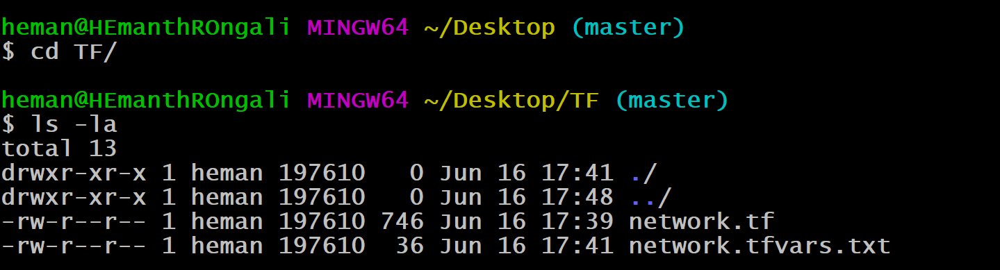 heman@HEmanthROngali MINGW64 ~/Desktop (master)
$ cd TF/
heman@HEmanthROngali MINGW64 ~/Desktop/TF (master)
$ ls -la
total 13
drwxr-xr-x 1 heman 197610   0 Jun 16 17:41 ./
drwxr-xr-x 1 heman 197610   0 Jun 16 17:48 ../
-rw-r--r-- 1 heman 197610 746 Jun 16 17:39 network.tf
-rw-r--r-- 1 heman 197610  36 Jun 16 17:41 network.tfvars.txt